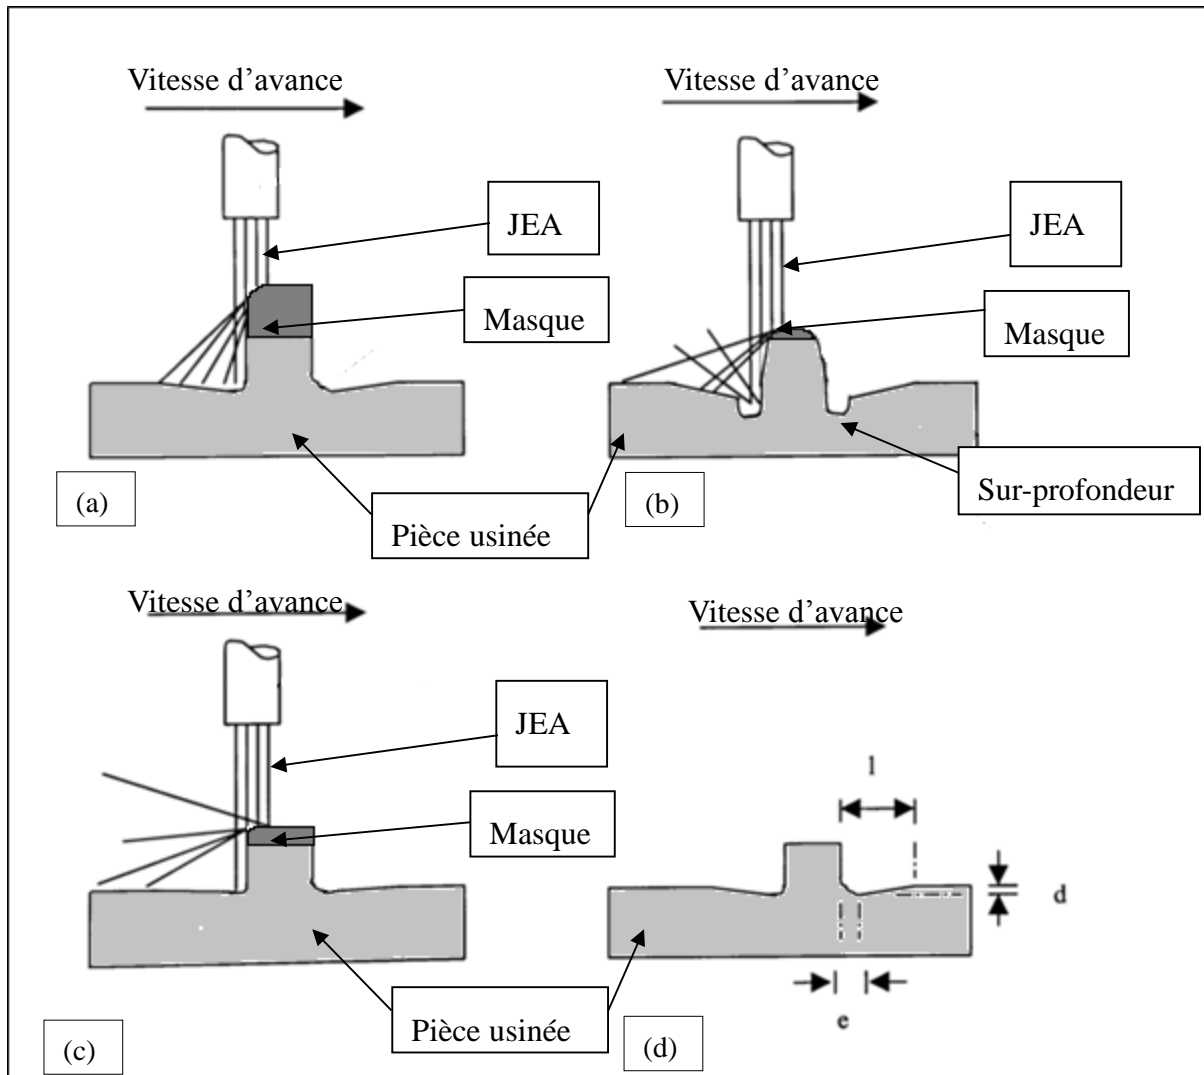 Vitesse d’avance
Vitesse d’avance
JEA
JEA
Masque
Masque
Sur-profondeur
(a)
(b)
Pièce usinée
Vitesse d’avance
Vitesse d’avance
JEA
l
Masque
d
Pièce usinée
e
(c)
(d)